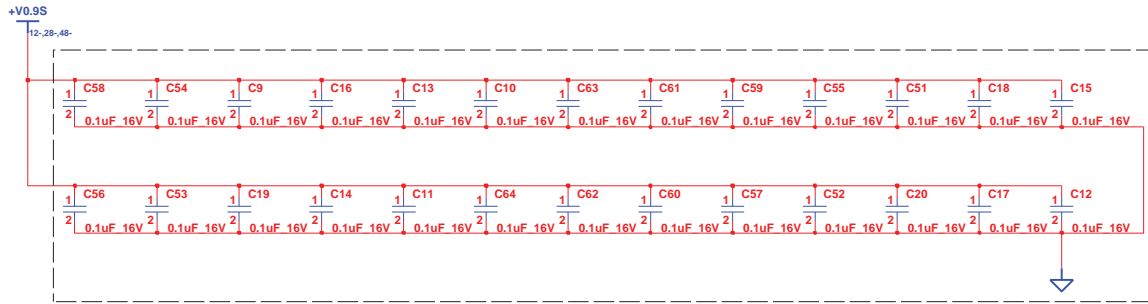 +V0.9S
12-,28-,48-
C58 C54 C9 C16 C13 C10 C63 C61 C59 C55 C51 C18 C15
1 1 1 1 1 1 1 1 1 1 1 1 1
2 2 2 2 2 2 2 2 2 2 2 2 2
0.1uF_16V 0.1uF_16V 0.1uF_16V 0.1uF_16V 0.1uF_16V 0.1uF_16V 0.1uF_16V 0.1uF_16V 0.1uF_16V 0.1uF_16V 0.1uF_16V 0.1uF_16V 0.1uF_16V
C56 C53 C19 C14 C11 C64 C62 C60 C57 C52 C20 C17 C12
1 1 1 1 1 1 1 1 1 1 1 1 1
2 2 2 2 2 2 2 2 2 2 2 2 2
0.1uF_16V 0.1uF_16V 0.1uF_16V 0.1uF_16V 0.1uF_16V 0.1uF_16V 0.1uF_16V 0.1uF_16V 0.1uF_16V 0.1uF_16V 0.1uF_16V 0.1uF_16V 0.1uF_16V